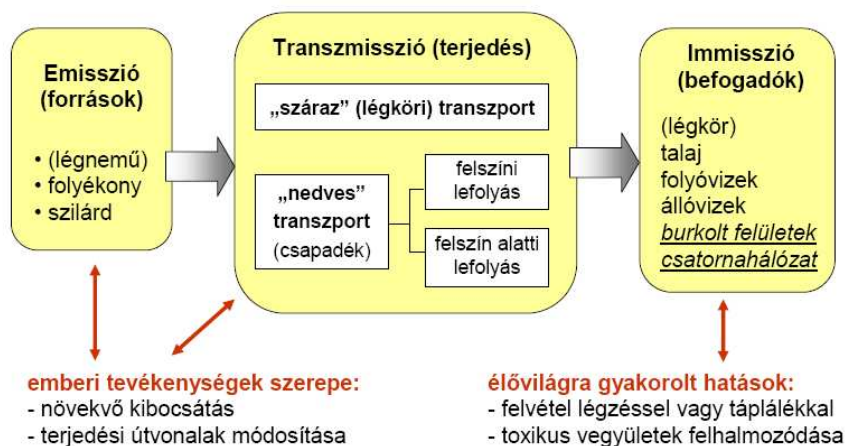 Emisszió
(források)
• (légnemű)
• folyékony
• szilárd
Transzmisszió (terjedés)
„száraz” (légköri) transzport
„nedves”
transzport
(csapadék)
felszíni
lefolyás
felszín alatti
lefolyás
Immisszió
(befogadók)
(légkör)
talaj
folyóvizek
állóvizek
burkolt felületek
csatornahálózat
emberi tevékenységek szerepe:
- növekvő kibocsátás
- terjedési útvonalak módosítása
élővilágra gyakorolt hatások:
- felvétel légzéssel vagy táplálékkal
- toxikus vegyületek felhalmozódása